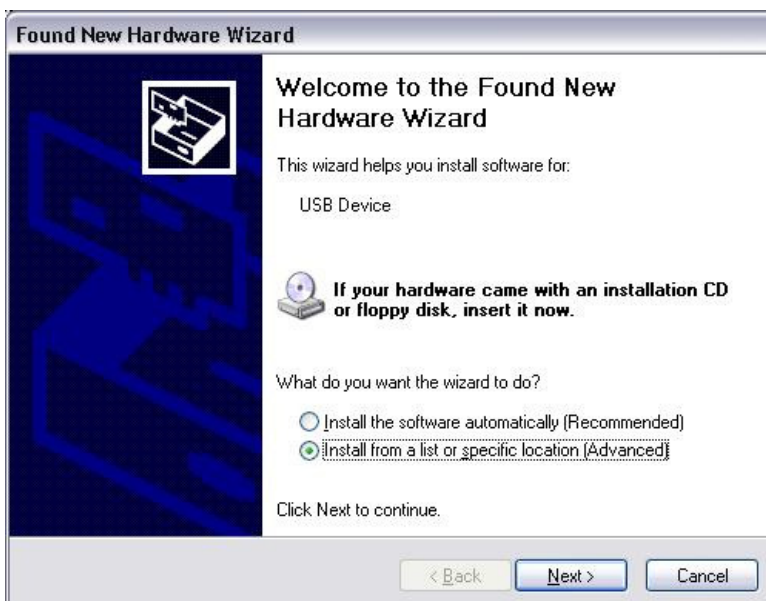 Found New Hardware Wizard
Welcome to the Found New
Hardware Wizard
This wizard helps you install software for:
USB Device
If your hardware came with an installation CD
or floppy disk, insert it now.
What do you want the wizard to do?
Install the software automatically (Recommended)
Install from a list or specific location (Advanced)
Click Next to continue.
< Back Next > Cancel